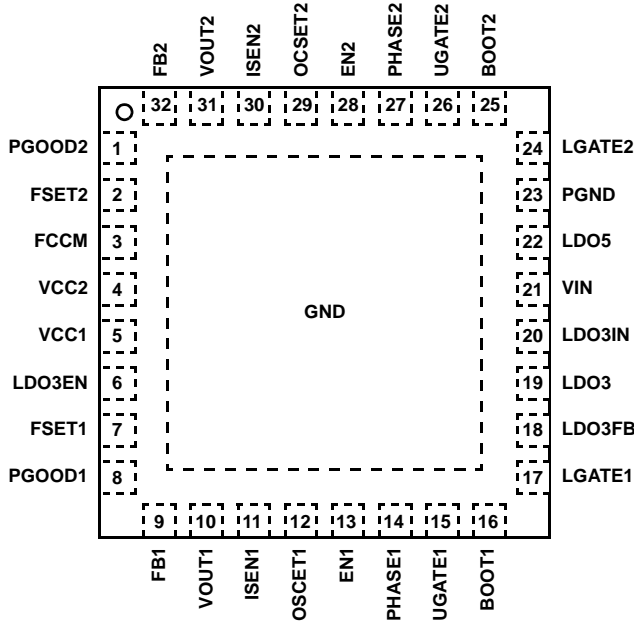 FB2
VOUT2
ISEN2
OCSET2
EN2
PHASE2
UGATE2
BOOT2
32 31 30 29 28 27 26 25
PGOOD2 1
FSET2 2
FCCM 3
VCC2 4
VCC1 5
LDO3EN 6
FSET1 7
PGOOD1 8
GND
24 LGATE2
23 PGND
22 LDO5
21 VIN
20 LDO3IN
19 LDO3
18 LDO3FB
17 LGATE1
9 10 11 12 13 14 15 16
FB1
VOUT1
ISEN1
OSCET1
EN1
PHASE1
UGATE1
BOOT1